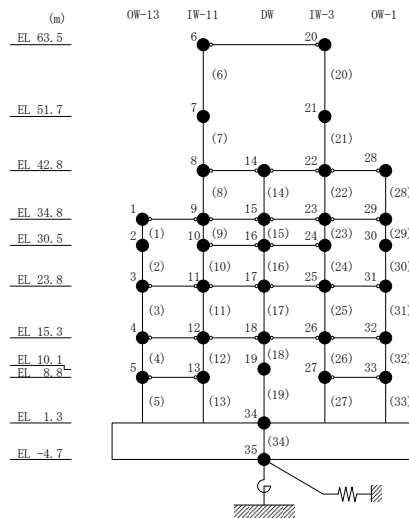 (m) OW-13 IW-11 DW IW-3 OW-1
EL 63.5 6 20
(6) (20)
EL 51.7 7 21
(7) (21)
EL 42.8 8 14 22 28
(8) (14) (22) (28)
EL 34.8 1 9 15 23 29
(1) (9) (15) (23) (29)
EL 30.5 2 10 16 24 30
(2) (10) (16) (24) (30)
EL 23.8 3 11 17 25 31
(3) (11) (17) (25) (31)
EL 15.3 4 12 18 26 32
(4) (12) (18) (26) (32)
EL 10.1 19
EL 8.8 5 13 27 33
(5) (13) (19) (27) (33)
EL 1.3 34
(34)
EL -4.7 35